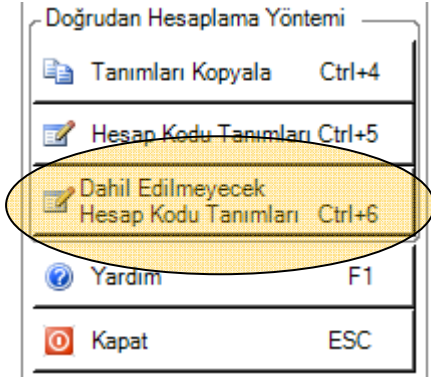 Doğrudan Hesaplama Yöntemi
Tanımları Kopyala Ctrl+4
Hesap Kodu Tanımları Ctrl+5
Dahil Edilmeyecek
Hesap Kodu Tanımları Ctrl+6
Yardım F1
Kapat ESC